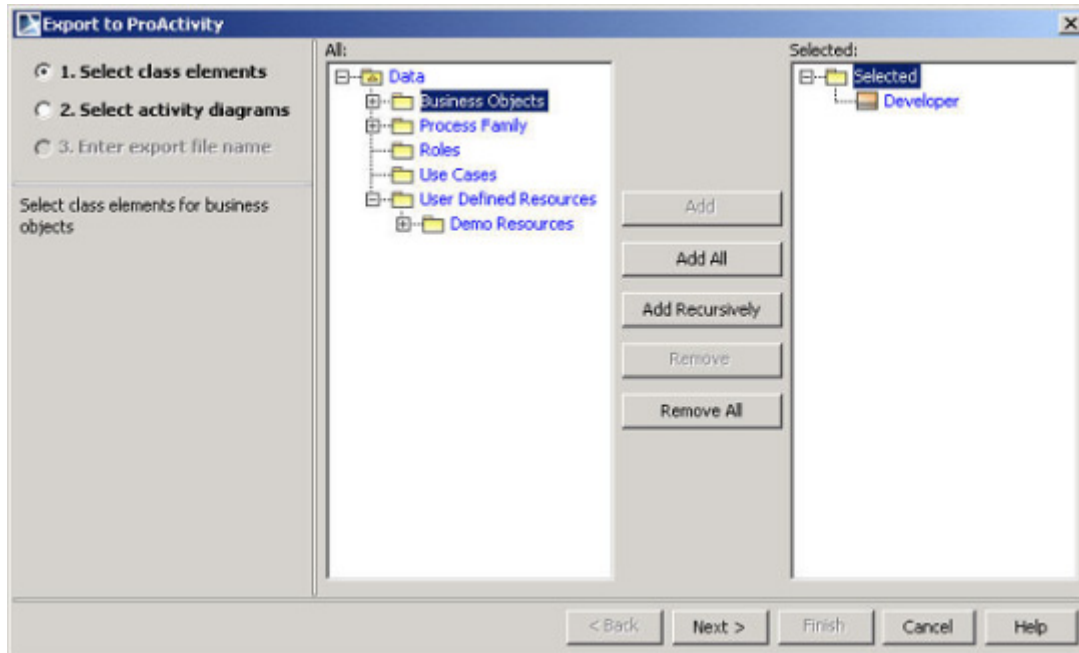 Export to ProActivity
1. Select class elements
2. Select activity diagrams
3. Enter export file name
Select class elements for business
objects
All:
Data
Business Objects
Process Family
Roles
Use Cases
User Defined Resources
Demo Resources
Add
Add All
Add Recursively
Remove
Remove All
Selected:
Selected
Developer
< Back
Next >
Finish
Cancel
Help